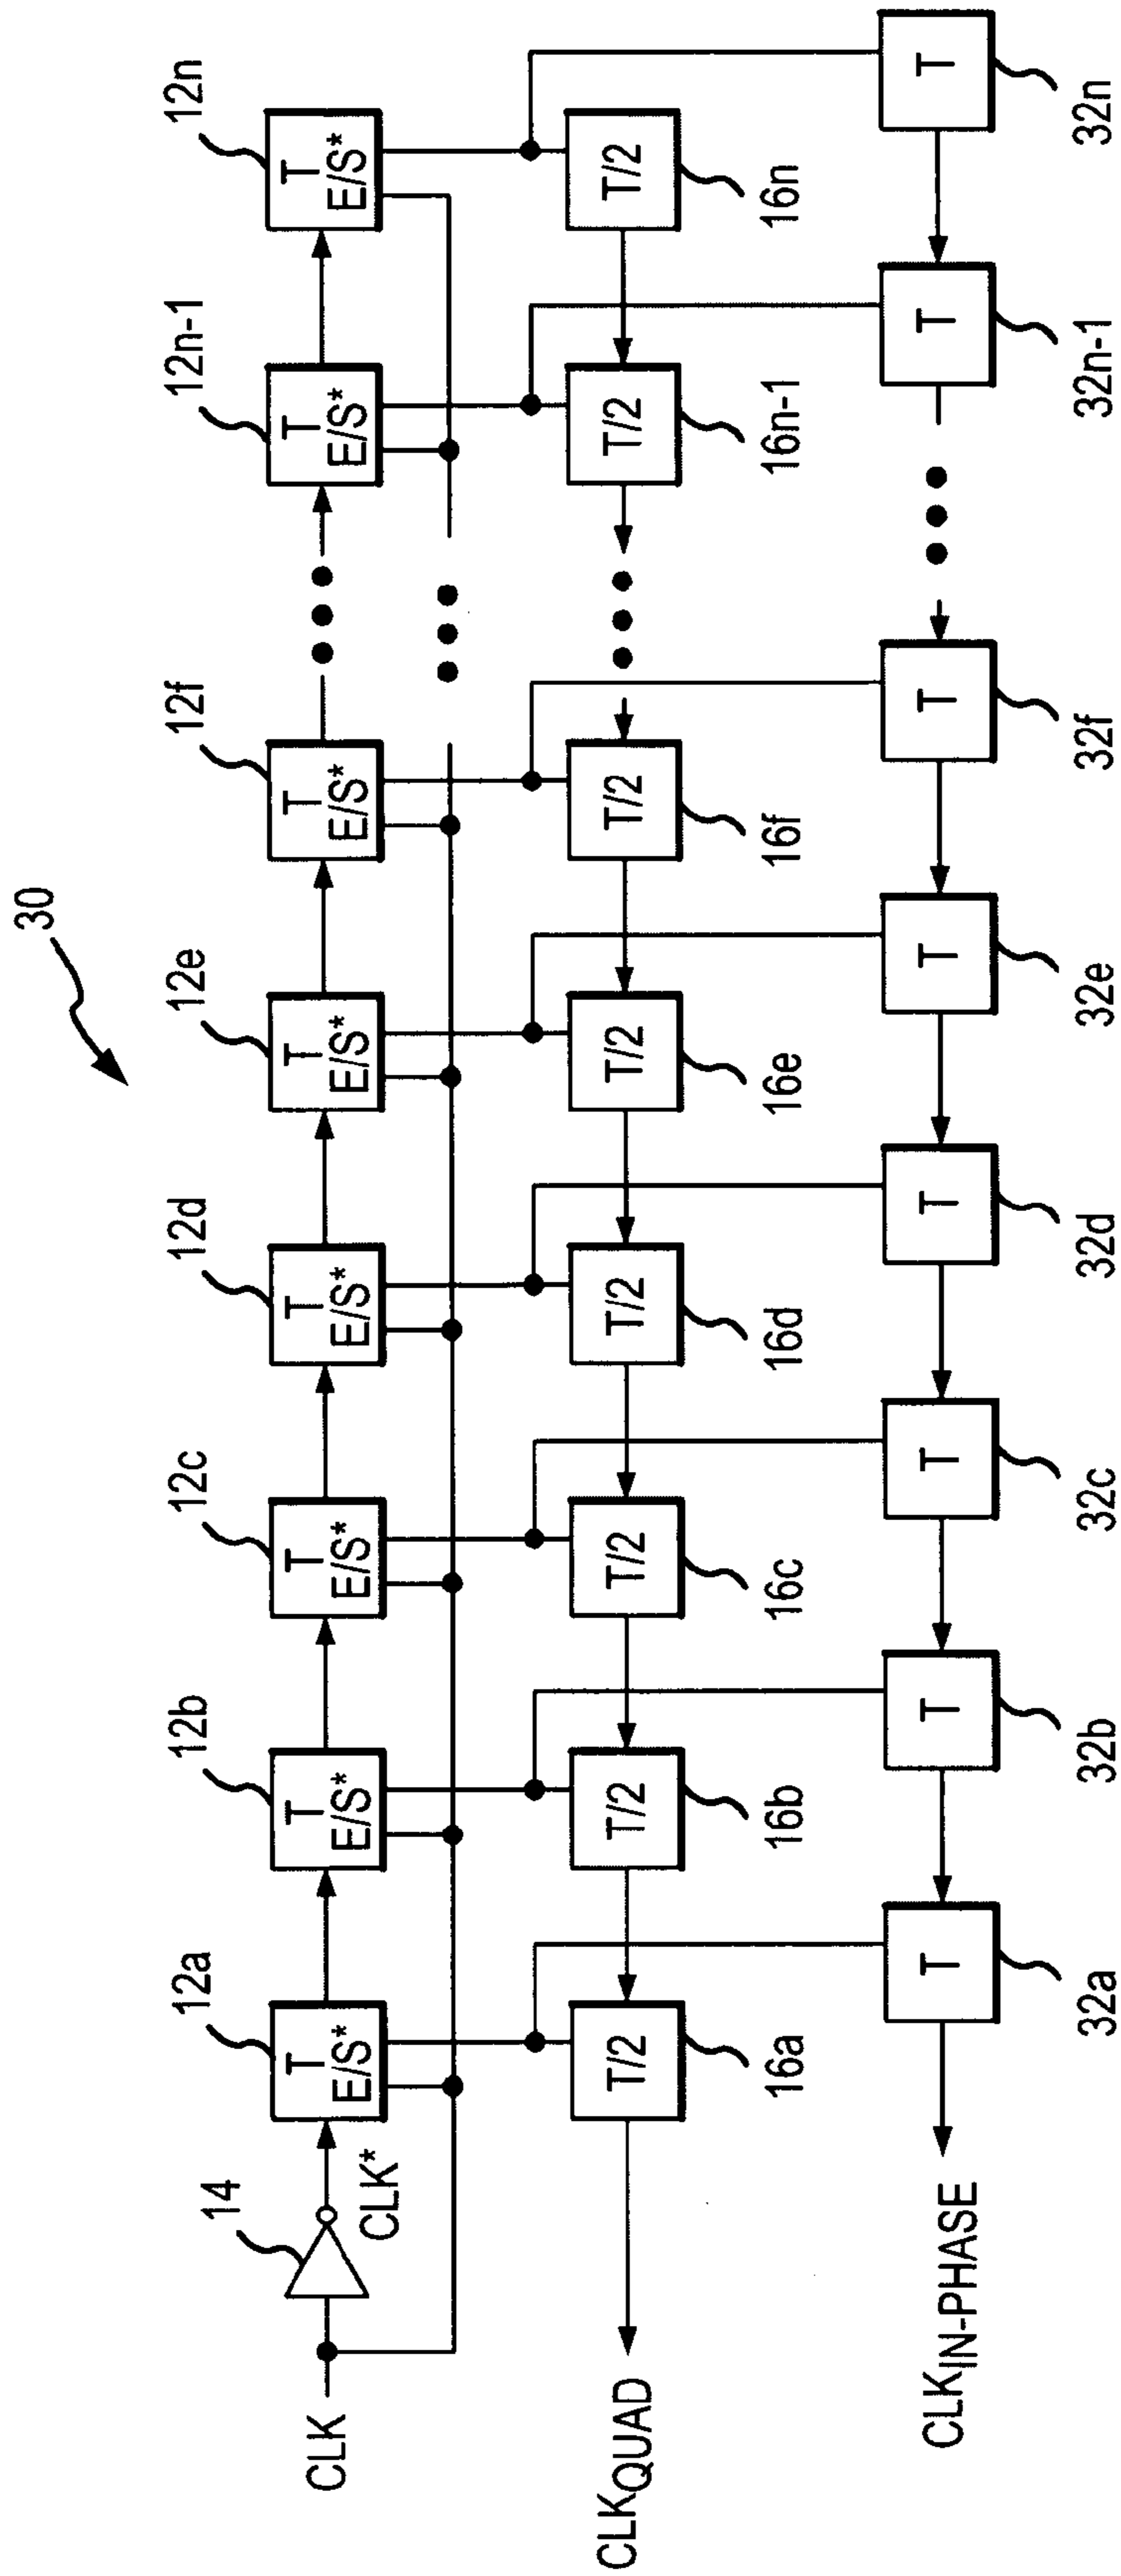 30
12a
12b
12c
12d
12e
12f
12n-1
12n
14
CLK
CLK*
T
E/S*
T
E/S*
T
E/S*
T
E/S*
T
E/S*
T
E/S*
T
E/S*
T
E/S*
CLKQUAD
T/2
T/2
T/2
T/2
T/2
T/2
T/2
T/2
16a
16b
16c
16d
16e
16f
16n-1
16n
CLKIN-PHASE
T
T
T
T
T
T
T
T
32a
32b
32c
32d
32e
32f
32n-1
32n